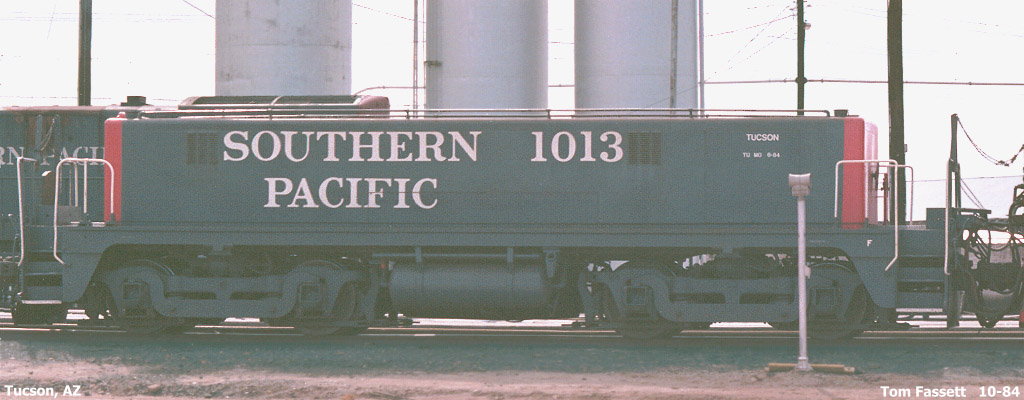 SOUTHERN 1013
PACIFIC
TUCSON
TU MO 6-84
F
Tucson, AZ
Tom Fassett 10-84